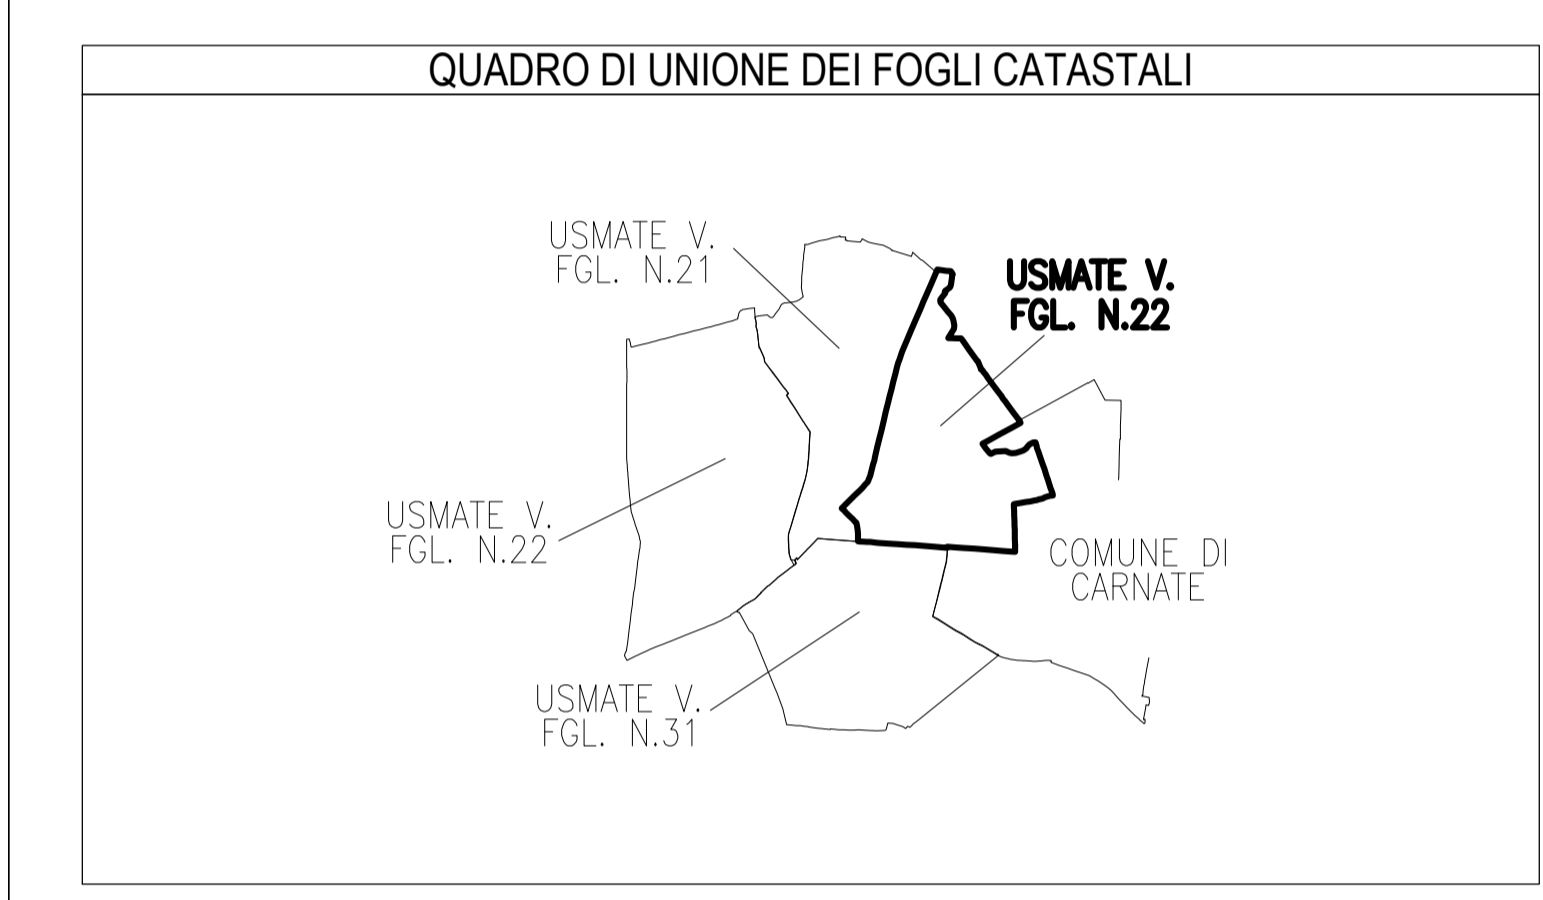 QUADRO DI UNIONE DEI FOGLI CATASTALI
USMATE V.
FGL. N.21
USMATE V.
FGL. N.22
USMATE V.
FGL. N.22
COMUNE DI
CARNATE
USMATE V.
FGL. N.31